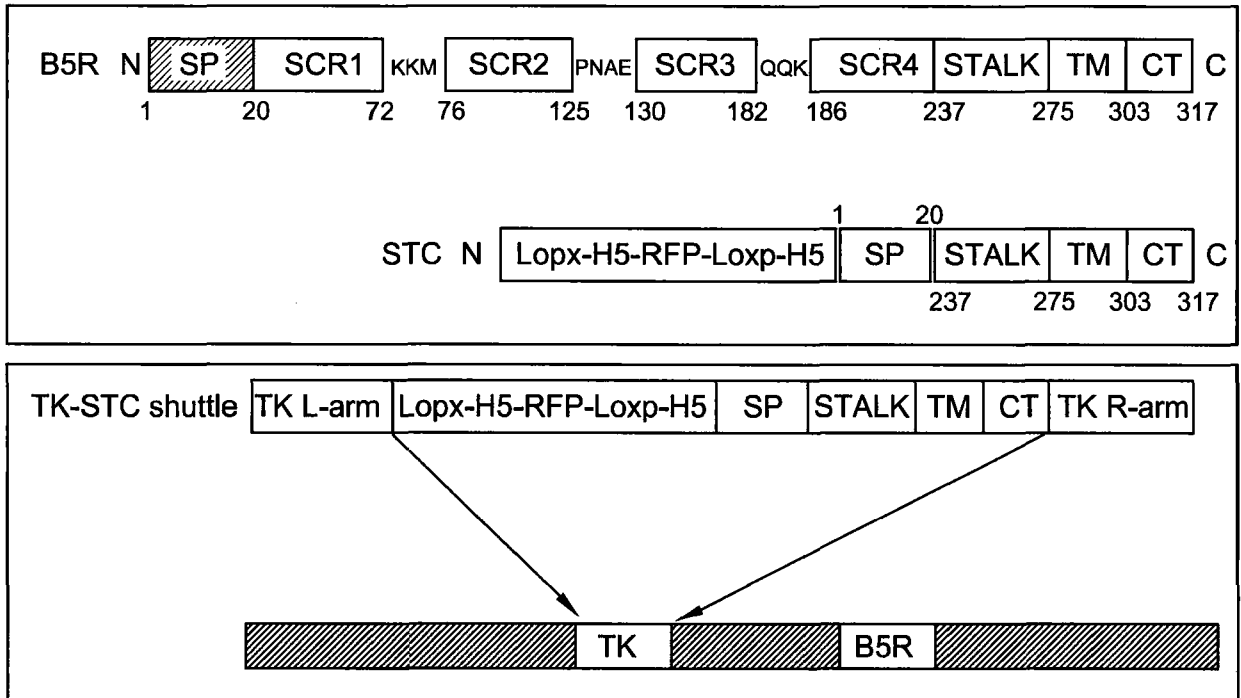 B5R N SP SCR1 KKM SCR2 PNAE SCR3 QQK SCR4 STALK TM CT C
1 20 72 76 125 130 182 186 237 275 303 317
1 20
STC N Lopx-H5-RFP-Loxp-H5 SP STALK TM CT C
237 275 303 317
TK-STC shuttle TK L-arm Lopx-H5-RFP-Loxp-H5 SP STALK TM CT TK R-arm
TK B5R